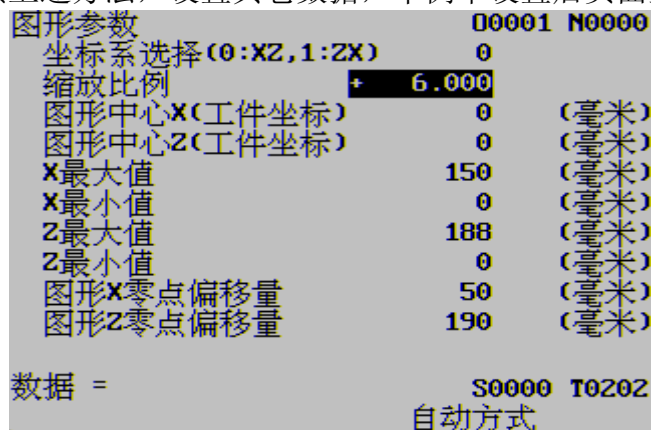 图形参数 O0001 N0000
坐标系选择(0:XZ,1:ZX) 0
缩放比例 + 6.000
图形中心X(工件坐标) 0 (毫米)
图形中心Z(工件坐标) 0 (毫米)
X最大值 150 (毫米)
X最小值 0 (毫米)
Z最大值 188 (毫米)
Z最小值 0 (毫米)
图形X零点偏移量 50 (毫米)
图形Z零点偏移量 190 (毫米)
数据 = S0000 T0202
自动方式